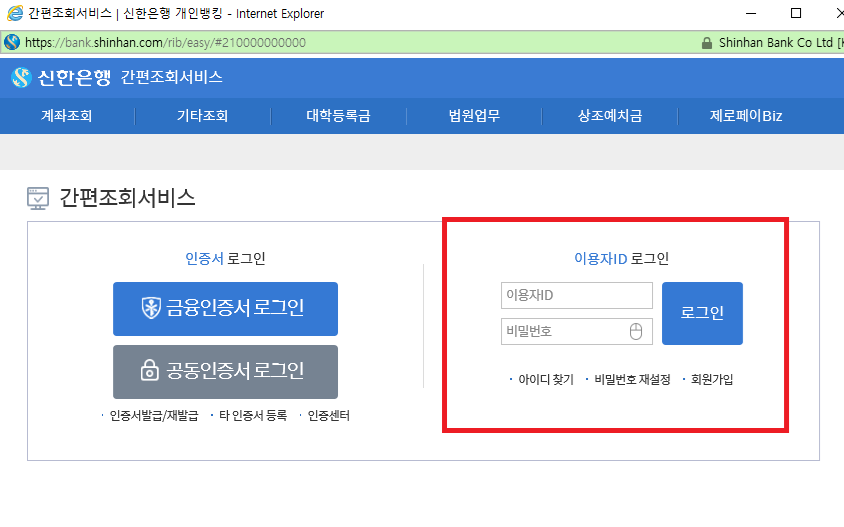 간편조회서비스 | 신한은행 개인뱅킹 - Internet Explorer
https://bank.shinhan.com/rib/easy/#210000000000 Shinhan Bank Co Ltd [
신한은행 간편조회서비스
계좌조회 기타조회 대학등록금 법원업무 상조예치금 제로페이Biz
간편조회서비스
인증서 로그인
금융인증서 로그인
공동인증서 로그인
· 인증서발급/재발급 · 타 인증서 등록 · 인증센터
이용자ID 로그인
이용자ID
비밀번호
로그인
· 아이디 찾기 · 비밀번호 재설정 · 회원가입